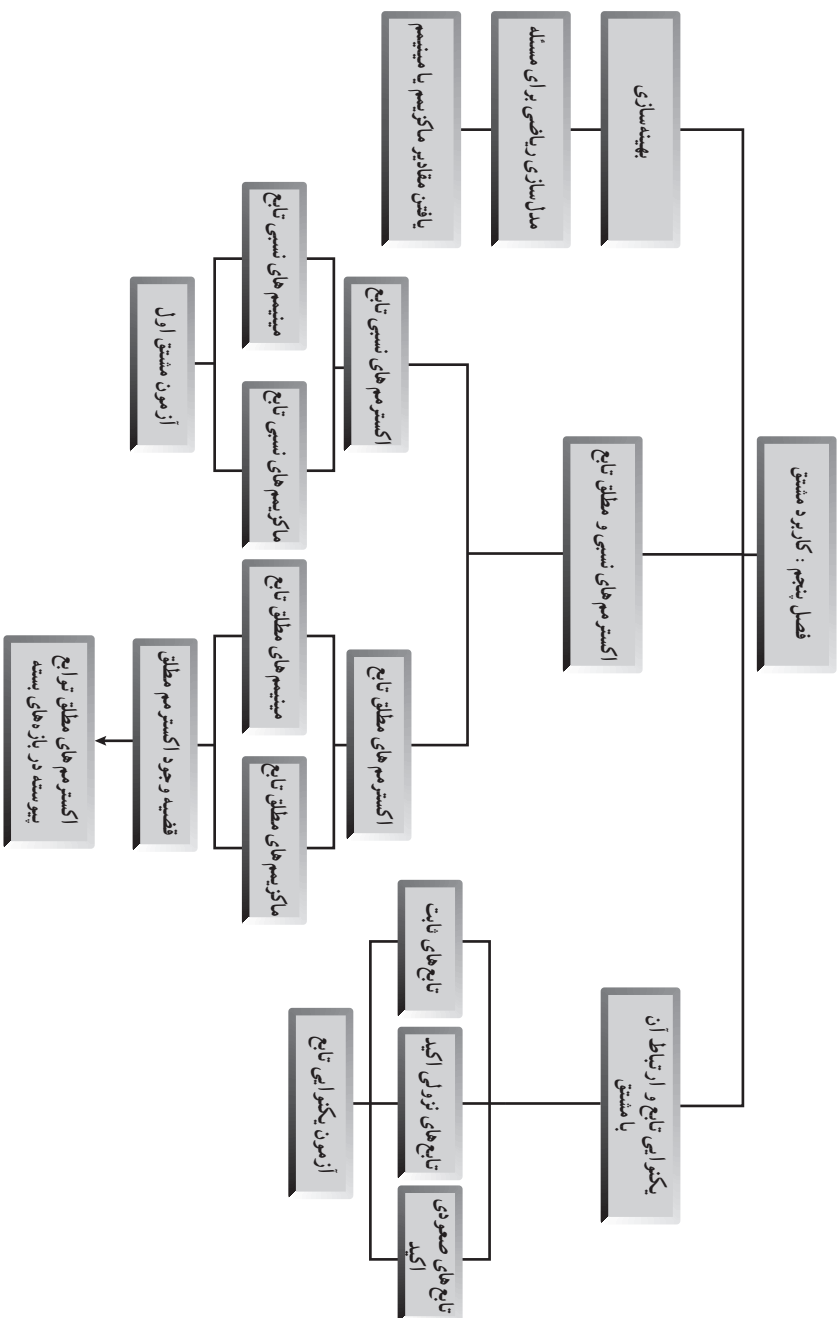 فصل پنجم : کاربرد مشتق
یکنوایی تابع و ارتباط آن
با مشتق
تابع‌های صعودی
اکید
تابع‌های نزولی اکید
تابع‌های ثابت
آزمون یکنوایی تابع
اکسترمم‌های نسبی و مطلق تابع
اکسترمم‌های مطلق تابع
ماکزیمم‌های مطلق تابع
مینیمم‌های مطلق تابع
قضیه وجود اکسترمم مطلق
اکسترمم‌های مطلق توابع
پیوسته در بازه‌های بسته
اکسترمم‌های نسبی تابع
ماکزیمم‌های نسبی تابع
مینیمم‌های نسبی تابع
آزمون مشتق اول
بهینه‌سازی
مدل‌سازی ریاضی برای مسئله
یافتن مقادیر ماکزیمم یا مینیمم